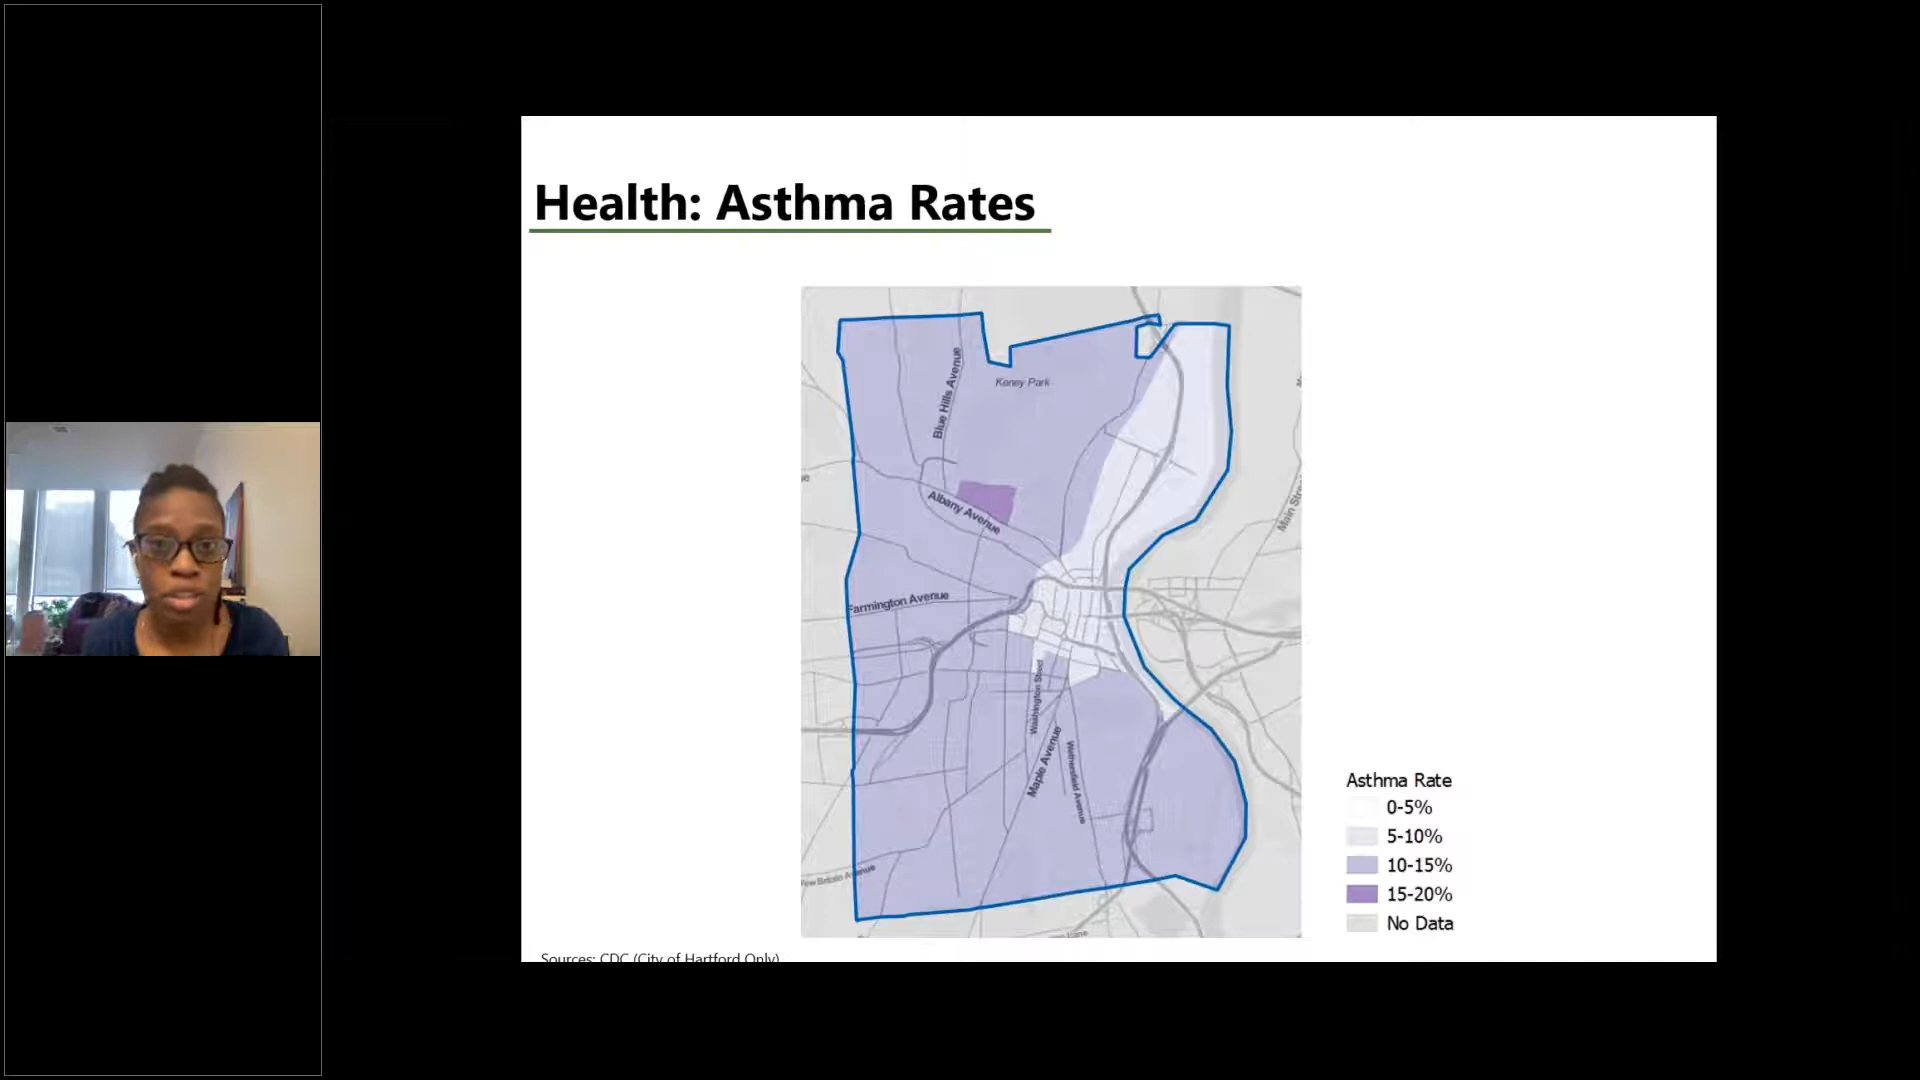 Health: Asthma Rates
Keney Park
Blue Hills Avenue
Albany Avenue
Main
Farmington Avenue
Washington Street
Maple Avenue
Wethersfield Avenue
New Britain Avenue
Asthma Rate
0-5%
5-10%
10-15%
15-20%
No Data
Sources: CDC (City of Hartford Only)